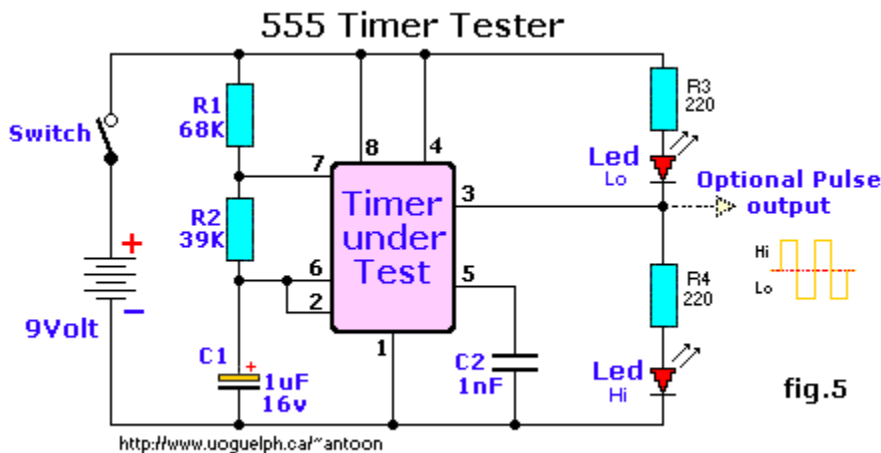 555 Timer Tester
R1
68K
R3
220
Switch
8
4
7
Led
Lo
3
Optional Pulse
output
Timer
under
Test
R2
39K
+
Hi
Lo
6
5
2
R4
220
-
9Volt
1
C1
+
1uF
16v
C2
1nF
Led
Hi
fig.5
http://www.uoguelph.ca/~antoon